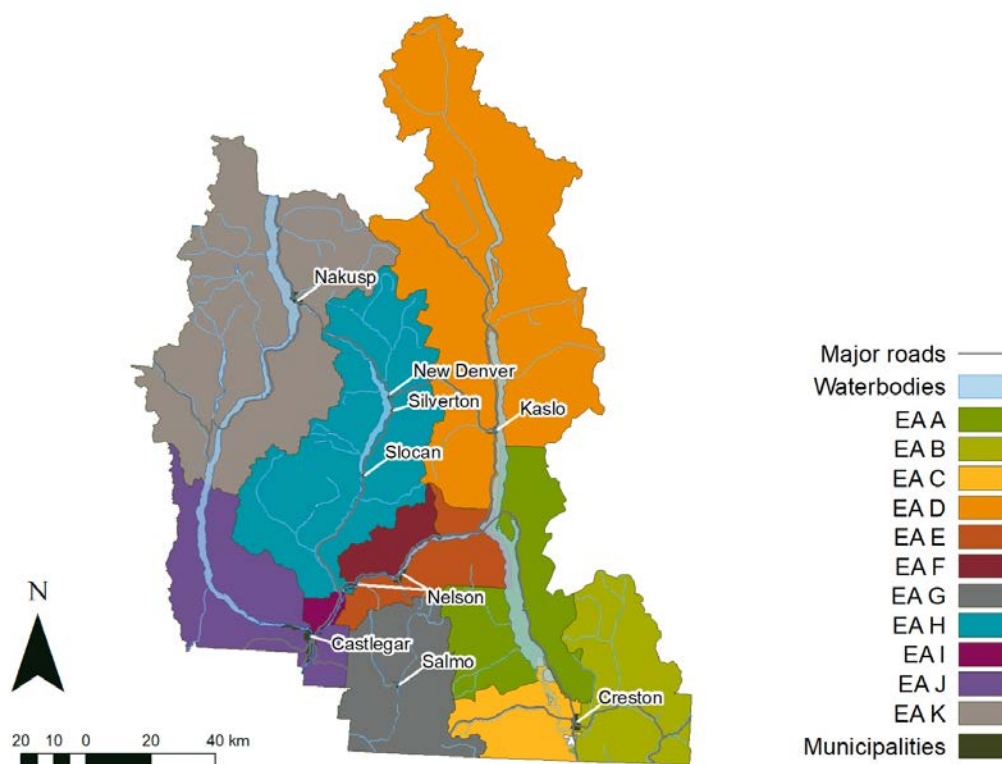 Nakusp
New Denver
Silverton
Kaslo
Slocan
Nelson
Castlegar
Salmo
Creston
N
20 10 0 20 40 km
Major roads
Waterbodies
EA A
EA B
EA C
EA D
EA E
EA F
EA G
EA H
EA I
EA J
EA K
Municipalities